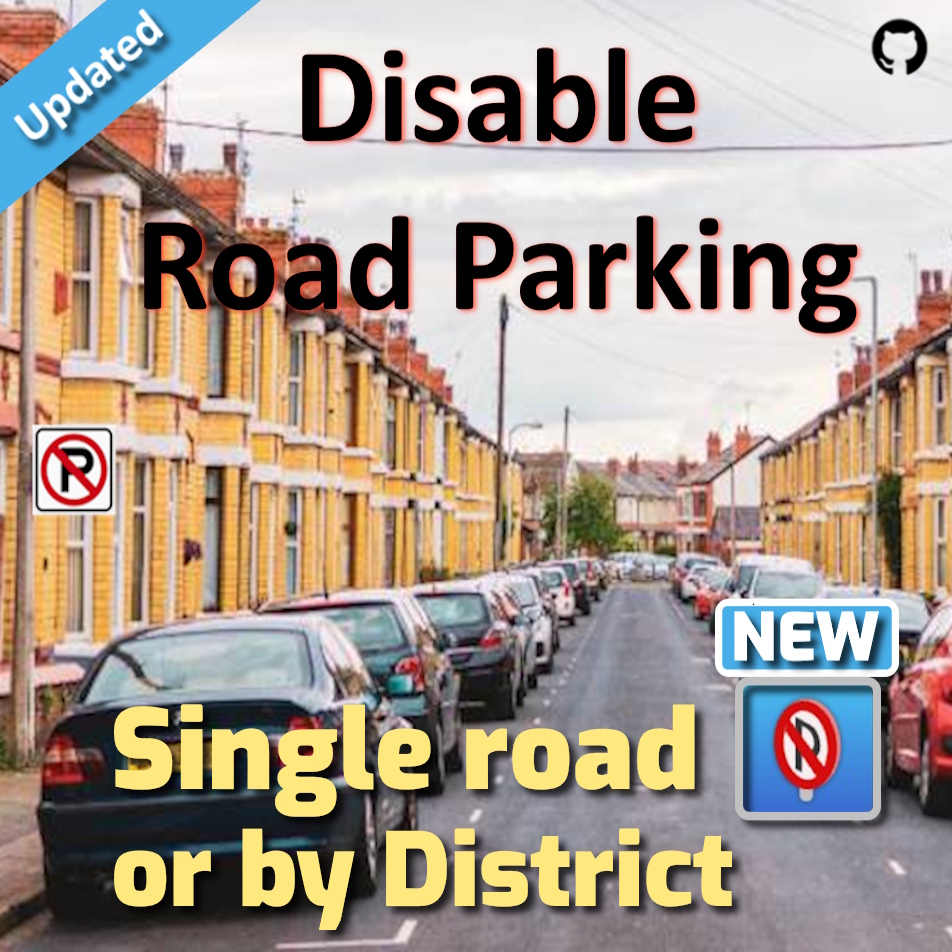 Updated
Disable
Road Parking
P
NEW
P
Single road
or by District